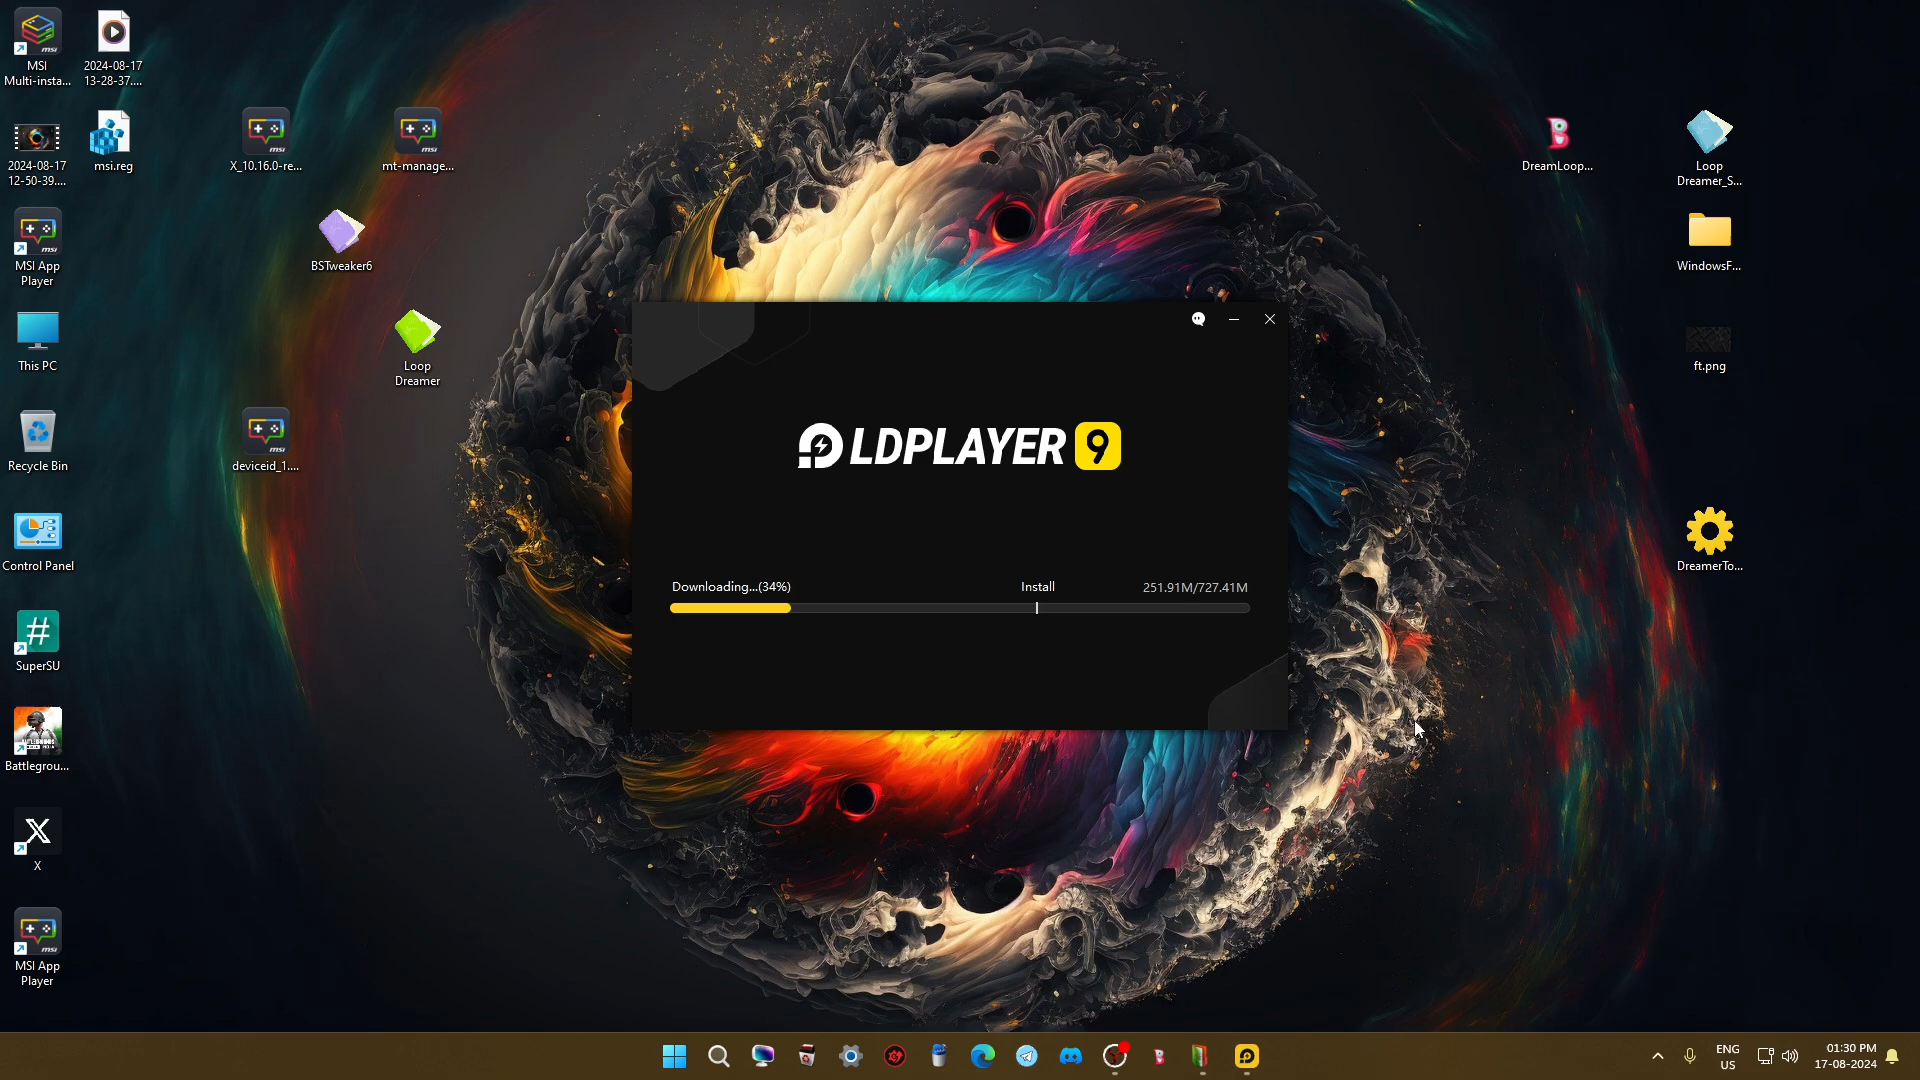 MSI
Multi-insta...
2024-08-17
13-28-37....
2024-08-17
12-50-39....
msi.reg
X_10.16.0-re...
mt-manage...
DreamLoop...
Loop
Dreamer_S...
MSI App
Player
BSTweaker6
WindowsF...
This PC
Loop
Dreamer
ft.png
Recycle Bin
deviceid_1....
LDPLAYER 9
Control Panel
DreamerTo...
Downloading...(34%)
Install
251.91M/727.41M
SuperSU
Battlegrou...
X
MSI App
Player
ENG
US
01:30 PM
17-08-2024